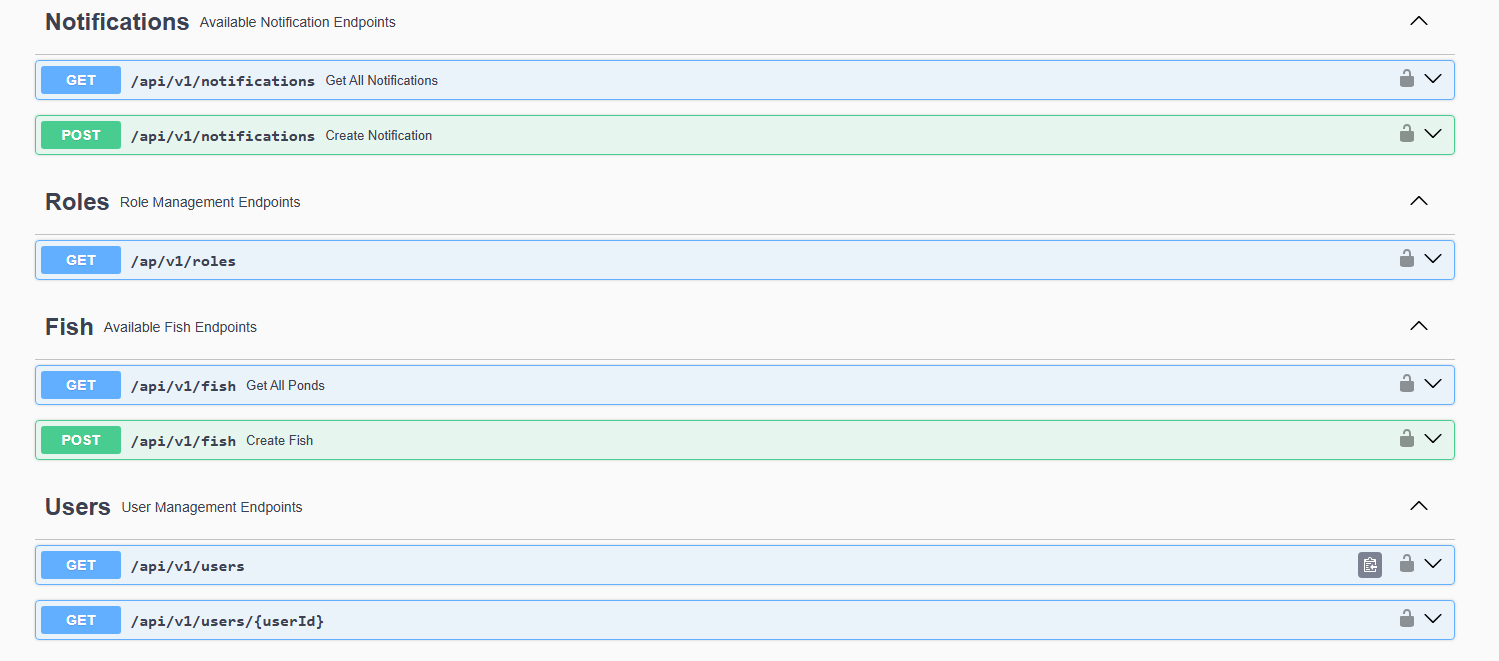 Notifications Available Notification Endpoints
GET /api/v1/notifications Get All Notifications
POST /api/v1/notifications Create Notification
Roles Role Management Endpoints
GET /ap/v1/roles
Fish Available Fish Endpoints
GET /api/v1/fish Get All Ponds
POST /api/v1/fish Create Fish
Users User Management Endpoints
GET /api/v1/users
GET /api/v1/users/{userId}